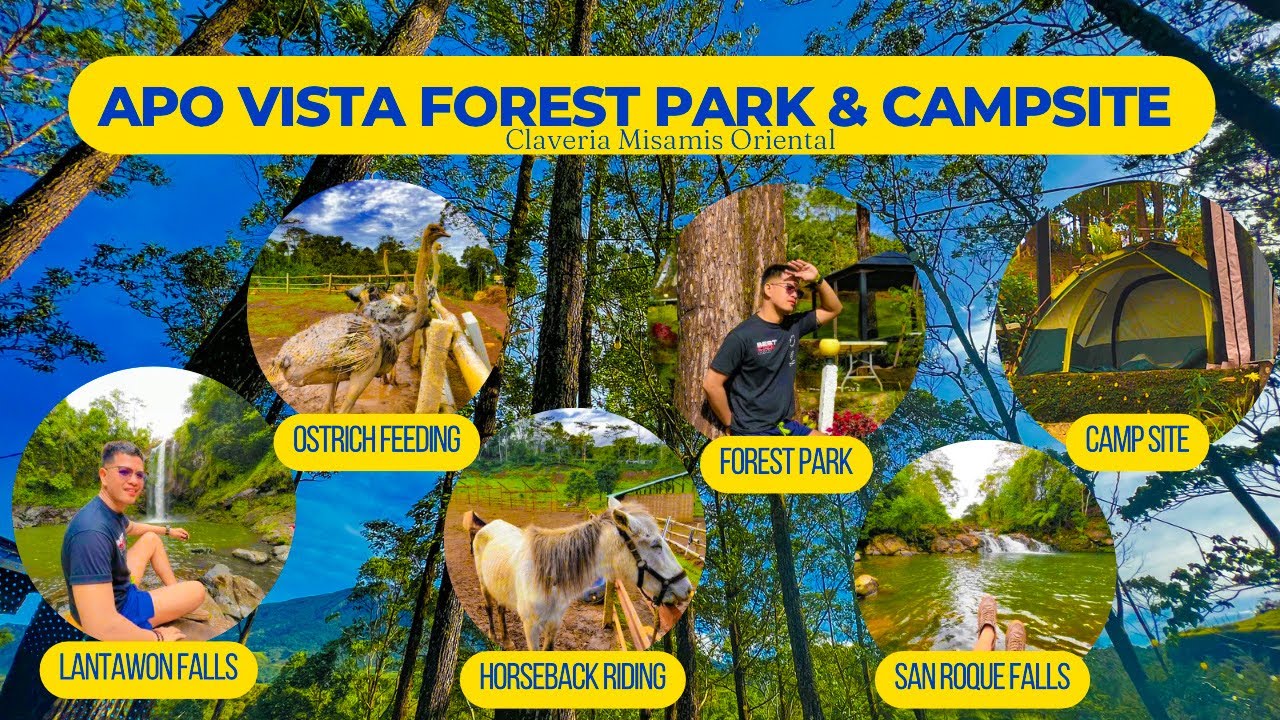 APO VISTA FOREST PARK & CAMPSITE
Claveria Misamis Oriental
OSTRICH FEEDING
FOREST PARK
CAMP SITE
LANTAWON FALLS
HORSEBACK RIDING
SAN ROQUE FALLS
BEST